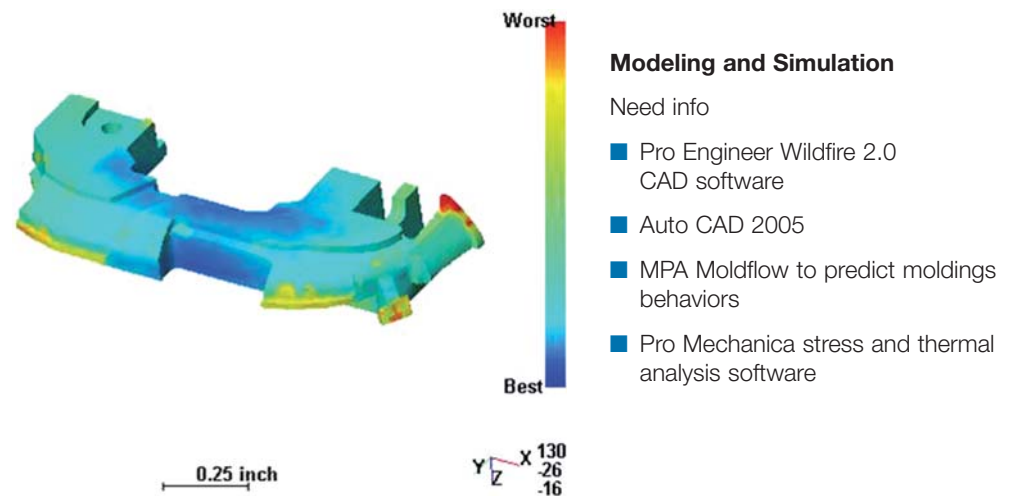 Worst
Best
0.25 inch
Y
Z
X
130
-26
-16
Modeling and Simulation
Need info
Pro Engineer Wildfire 2.0
CAD software
Auto CAD 2005
MPA Moldflow to predict moldings
behaviors
Pro Mechanica stress and thermal
analysis software